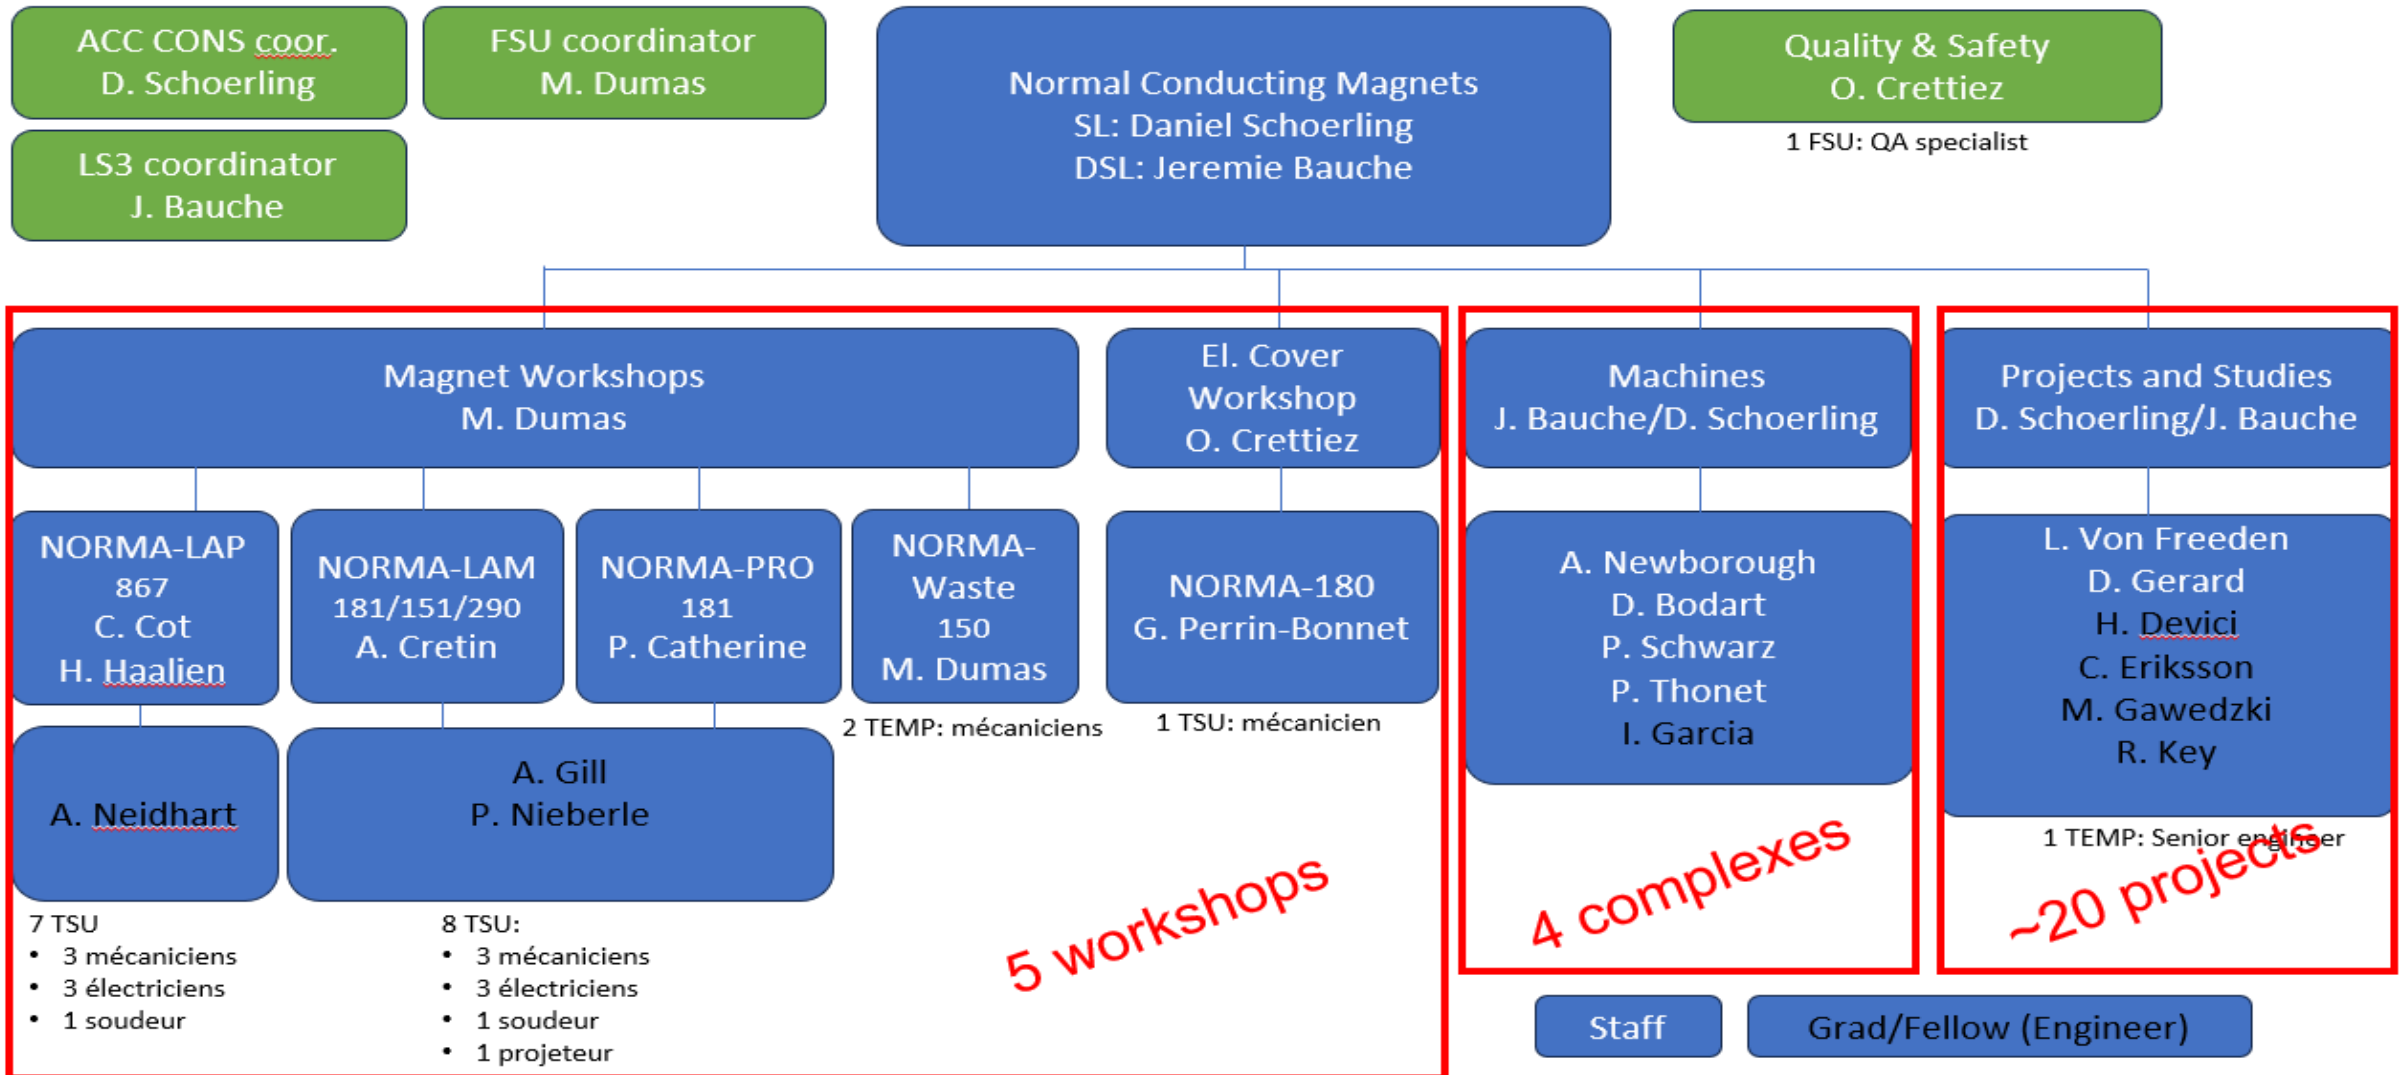 ACC CONS coor.
D. Schoerling
FSU coordinator
M. Dumas
LS3 coordinator
J. Bauche
Normal Conducting Magnets
SL: Daniel Schoerling
DSL: Jeremie Bauche
Quality & Safety
O. Crettiez
1 FSU: QA specialist
Magnet Workshops
M. Dumas
El. Cover
Workshop
O. Crettiez
Machines
J. Bauche/D. Schoerling
Projects and Studies
D. Schoerling/J. Bauche
NORMA-LAP
867
C. Cot
H. Haalien
NORMA-LAM
181/151/290
A. Cretin
NORMA-PRO
181
P. Catherine
NORMA-
Waste
150
M. Dumas
2 TEMP: mécaniciens
NORMA-180
G. Perrin-Bonnet
1 TSU: mécanicien
A. Newborough
D. Bodart
P. Schwarz
P. Thonet
I. Garcia
L. Von Freeden
D. Gerard
H. Devici
C. Eriksson
M. Gawedzki
R. Key
1 TEMP: Senior engineer
A. Neidhart
A. Gill
P. Nieberle
7 TSU
• 3 mécaniciens
• 3 électriciens
• 1 soudeur
8 TSU:
• 3 mécaniciens
• 3 électriciens
• 1 soudeur
• 1 projeteur
5 workshops
4 complexes
~20 projects
Staff
Grad/Fellow (Engineer)